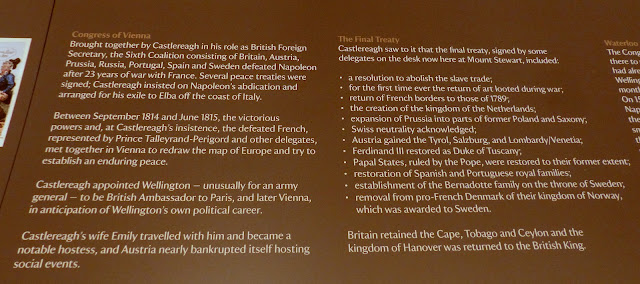 Congress of Vienna
Brought together by Castlereagh in his role as British Foreign
Secretary, the Sixth Coalition consisting of Britain, Austria,
Prussia, Russia, Portugal, Spain and Sweden defeated Napoleon
after 23 years of war with France. Several peace treaties were
signed; Castlereagh insisted on Napoleon's abdication and
arranged for his exile to Elba off the coast of Italy.
Between September 1814 and June 1815, the victorious
powers and, at Castlereagh's insistence, the defeated French,
represented by Prince Talleyrand-Perigord and other delegates,
met together in Vienna to redraw the map of Europe and try to
establish an enduring peace.
Castlereagh appointed Wellington – unusually for an army
general – to be British Ambassador to Paris, and later Vienna,
in anticipation of Wellington's own political career.
Castlereagh's wife Emily travelled with him and became a
notable hostess, and Austria nearly bankrupted itself hosting
social events.
The Final Treaty
Castlereagh saw to it that the final treaty, signed by some
delegates on the desk now here at Mount Stewart, included:
· a resolution to abolish the slave trade;
· for the first time ever the return of art looted during war;
· return of French borders to those of 1789;
· the creation of the kingdom of the Netherlands;
· expansion of Prussia into parts of former Poland and Saxony;
· Swiss neutrality acknowledged;
· Austria gained the Tyrol, Salzburg, and Lombardy/Venetia;
· Ferdinand III restored as Duke of Tuscany;
· Papal States, ruled by the Pope, were restored to their former extent;
· restoration of Spanish and Portuguese royal families;
· establishment of the Bernadotte family on the throne of Sweden;
· removal from pro-French Denmark of their kingdom of Norway,
which was awarded to Sweden.
Britain retained the Cape, Tobago and Ceylon and the
kingdom of Hanover was returned to the British King.
Waterloo
The Cong
there to
had alre
Welling
month